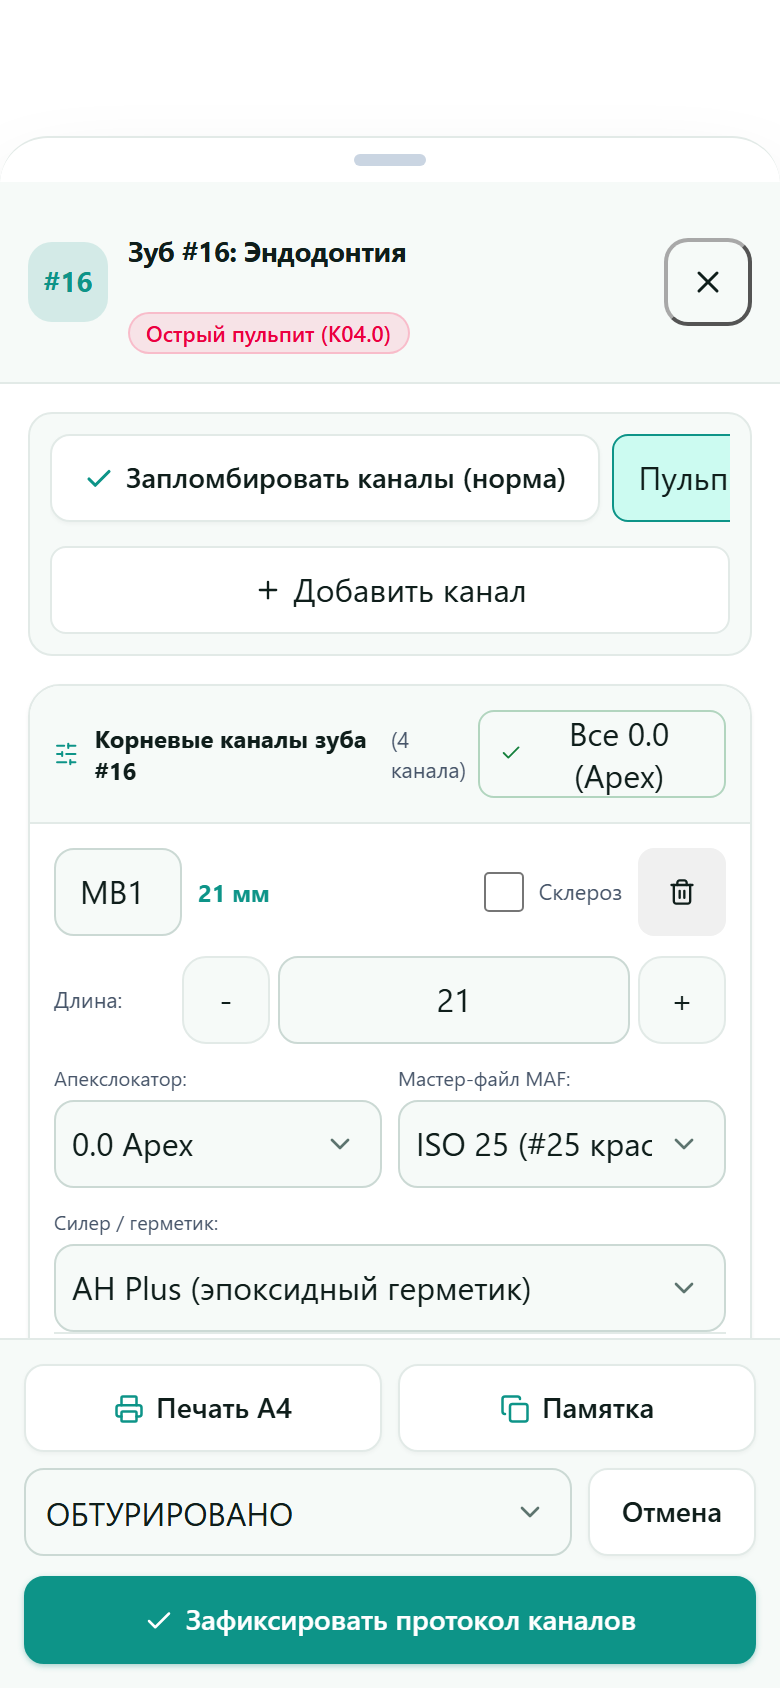 #16
Зуб #16: Эндодонтия
Острый пульпит (K04.0)
Запломбировать каналы (норма)
Пульп
+ Добавить канал
Корневые каналы зуба
#16
(4
канала)
Все 0.0
(Apex)
MB1
21 мм
Склероз
Длина:
-
21
+
Апекслокатор:
Мастер-файл MAF:
0.0 Apex
ISO 25 (#25 крас
Силер / герметик:
AH Plus (эпоксидный герметик)
Печать А4
Памятка
ОБТУРИРОВАНО
Отмена
Зафиксировать протокол каналов